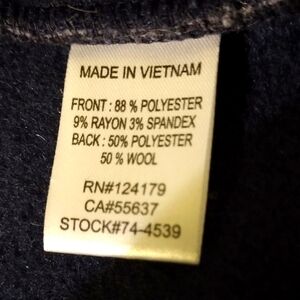 MADE IN VIETNAM
FRONT : 88 % POLYESTER
9% RAYON 3% SPANDEX
BACK : 50% POLYESTER
50 % WOOL
RN#124179
CA#55637
STOCK#74-4539